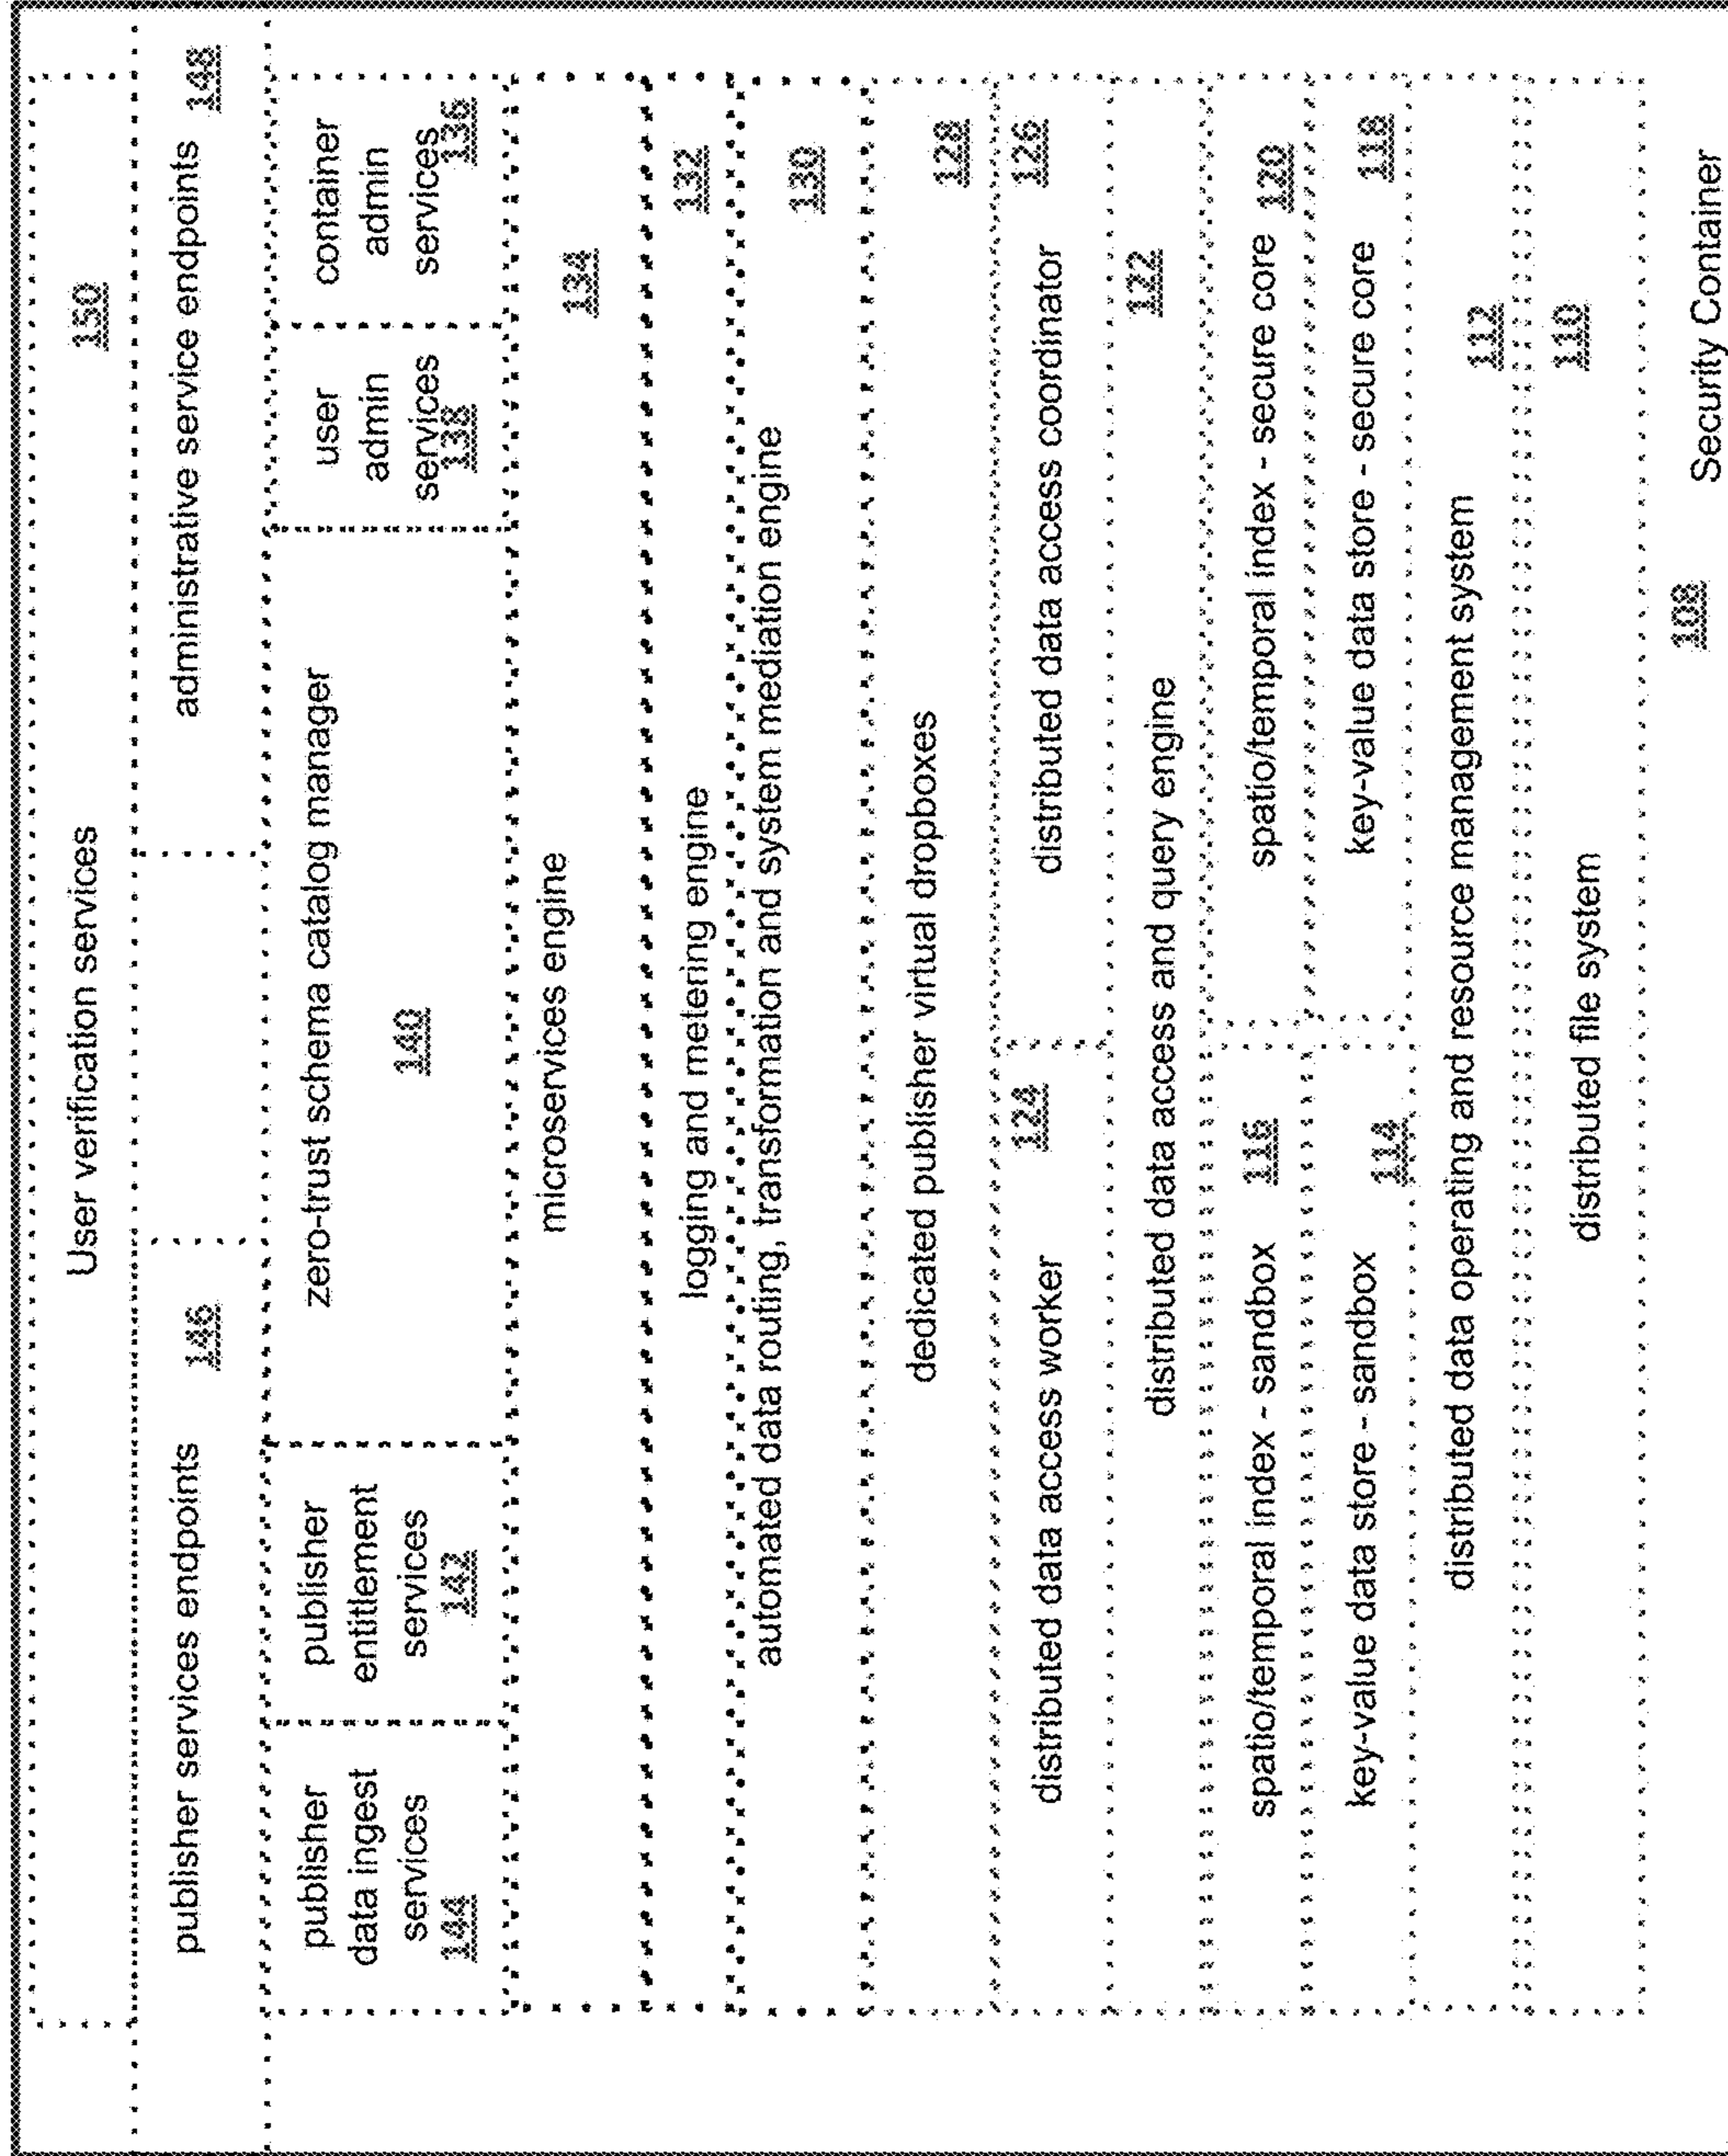 User verification services
150
publisher services endpoints
146
administrative service endpoints
148
publisher
data ingest
services
144
publisher
entitlement
services
142
zero-trust schema catalog manager
140
user
admin
services
138
container
admin
services
136
microservices engine
134
logging and metering engine
132
automated data routing, transformation and system mediation engine
130
dedicated publisher virtual dropboxes
128
distributed data access worker
124
distributed data access coordinator
126
distributed data access and query engine
122
spatio/temporal index - sandbox
116
spatio/temporal index - secure core
120
key-value data store - sandbox
114
key-value data store - secure core
118
distributed data operating and resource management system
112
distributed file system
110
108
Security Container